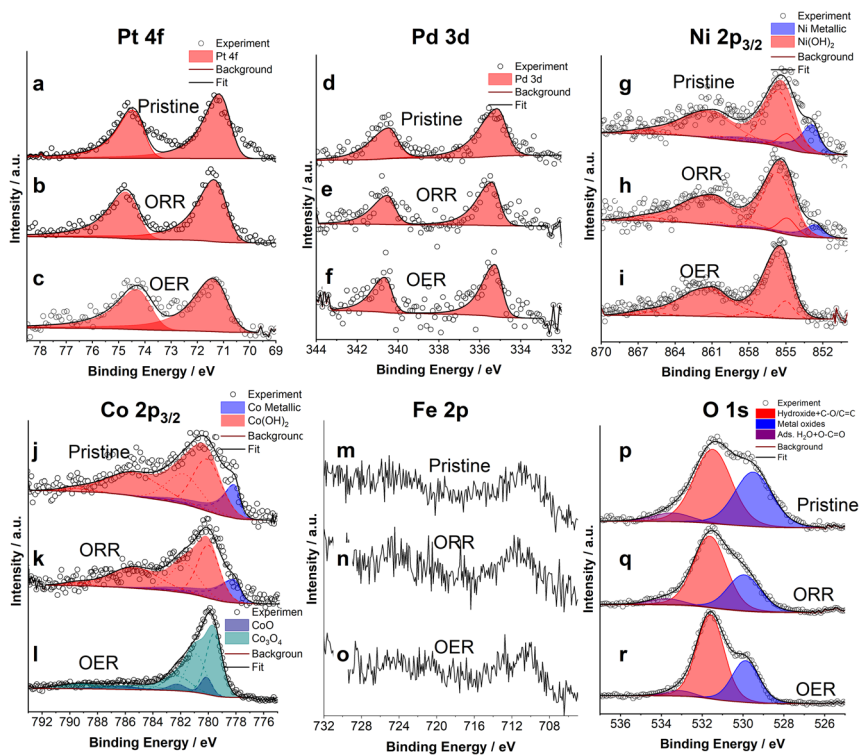 Pt 4f
Experiment
Pt 4f
Background
Fit
a
Pristine
b
ORR
c
OER
78 77 76 75 74 73 72 71 70 69
Binding Energy / eV
Intensity / a.u.
Pd 3d
Experiment
Pd 3d
Background
Fit
d
Pristine
e
ORR
f
OER
344 342 340 338 336 334 332
Binding Energy / eV
Intensity / a.u.
Ni 2p3/2
Experiment
Ni Metallic
Ni(OH)2
Background
Fit
g
Pristine
h
ORR
i
OER
870 867 864 861 858 855 852
Binding Energy / eV
Intensity / a.u.
Co 2p3/2
Experiment
Co Metallic
Co(OH)2
Background
Fit
j
Pristine
k
ORR
Experiment
CoO
Co3O4
Background
Fit
l
OER
792 790 788 786 784 782 780 778 776
Binding Energy / eV
Intensity / a.u.
Fe 2p
m
Pristine
n
ORR
o
OER
732 728 724 720 716 712 708
Binding Energy / eV
Intensity / a.u.
O 1s
Experiment
Hydroxide+C-O/C=O
Metal oxides
Ads. H2O+O-C=O
Background
Fit
p
Pristine
q
ORR
r
OER
536 534 532 530 528 526
Binding Energy / eV
Intensity / a.u.